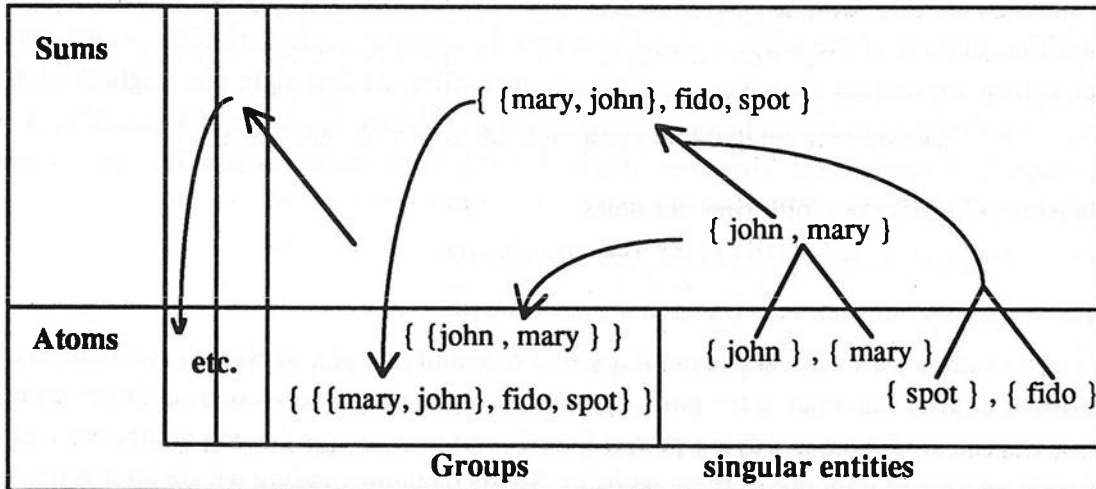 Sums
{ {mary, john}, fido, spot }
{ john , mary }
Atoms
{ {john , mary } }
{ john } , { mary }
etc.
{ {{mary, john}, fido, spot} }
{ spot } , { fido }
Groups
singular entities